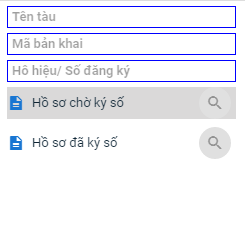 Tên tàu
Mã bản khai
Hô hiệu/ Số đăng ký
Hồ sơ chờ ký số
Hồ sơ đã ký số